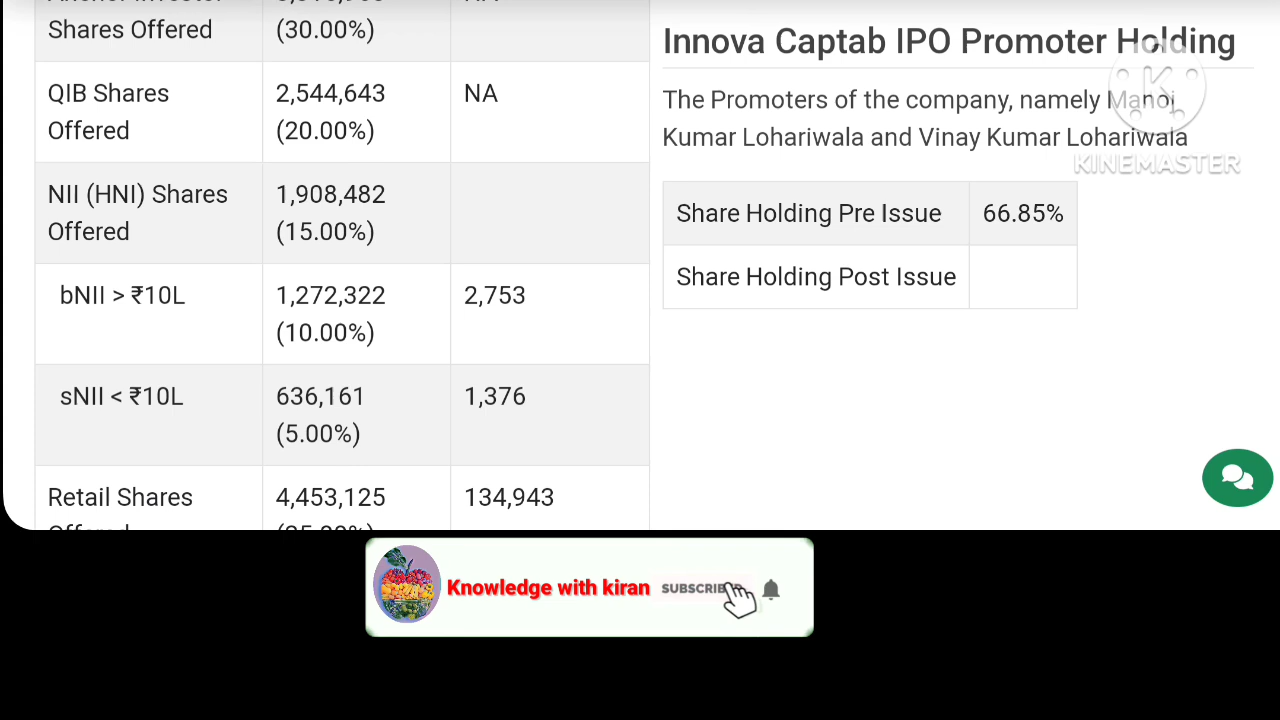 Shares Offered
(30.00%)
QIB Shares
Offered
2,544,643
(20.00%)
NA
NII (HNI) Shares
Offered
1,908,482
(15.00%)
bNII > ₹10L
1,272,322
(10.00%)
2,753
sNII < ₹10L
636,161
(5.00%)
1,376
Retail Shares
4,453,125
134,943
Innova Captab IPO Promoter Holding
The Promoters of the company, namely Manoj
Kumar Lohariwala and Vinay Kumar Lohariwala
KINEMASTER
Share Holding Pre Issue
66.85%
Share Holding Post Issue
Knowledge with kiran